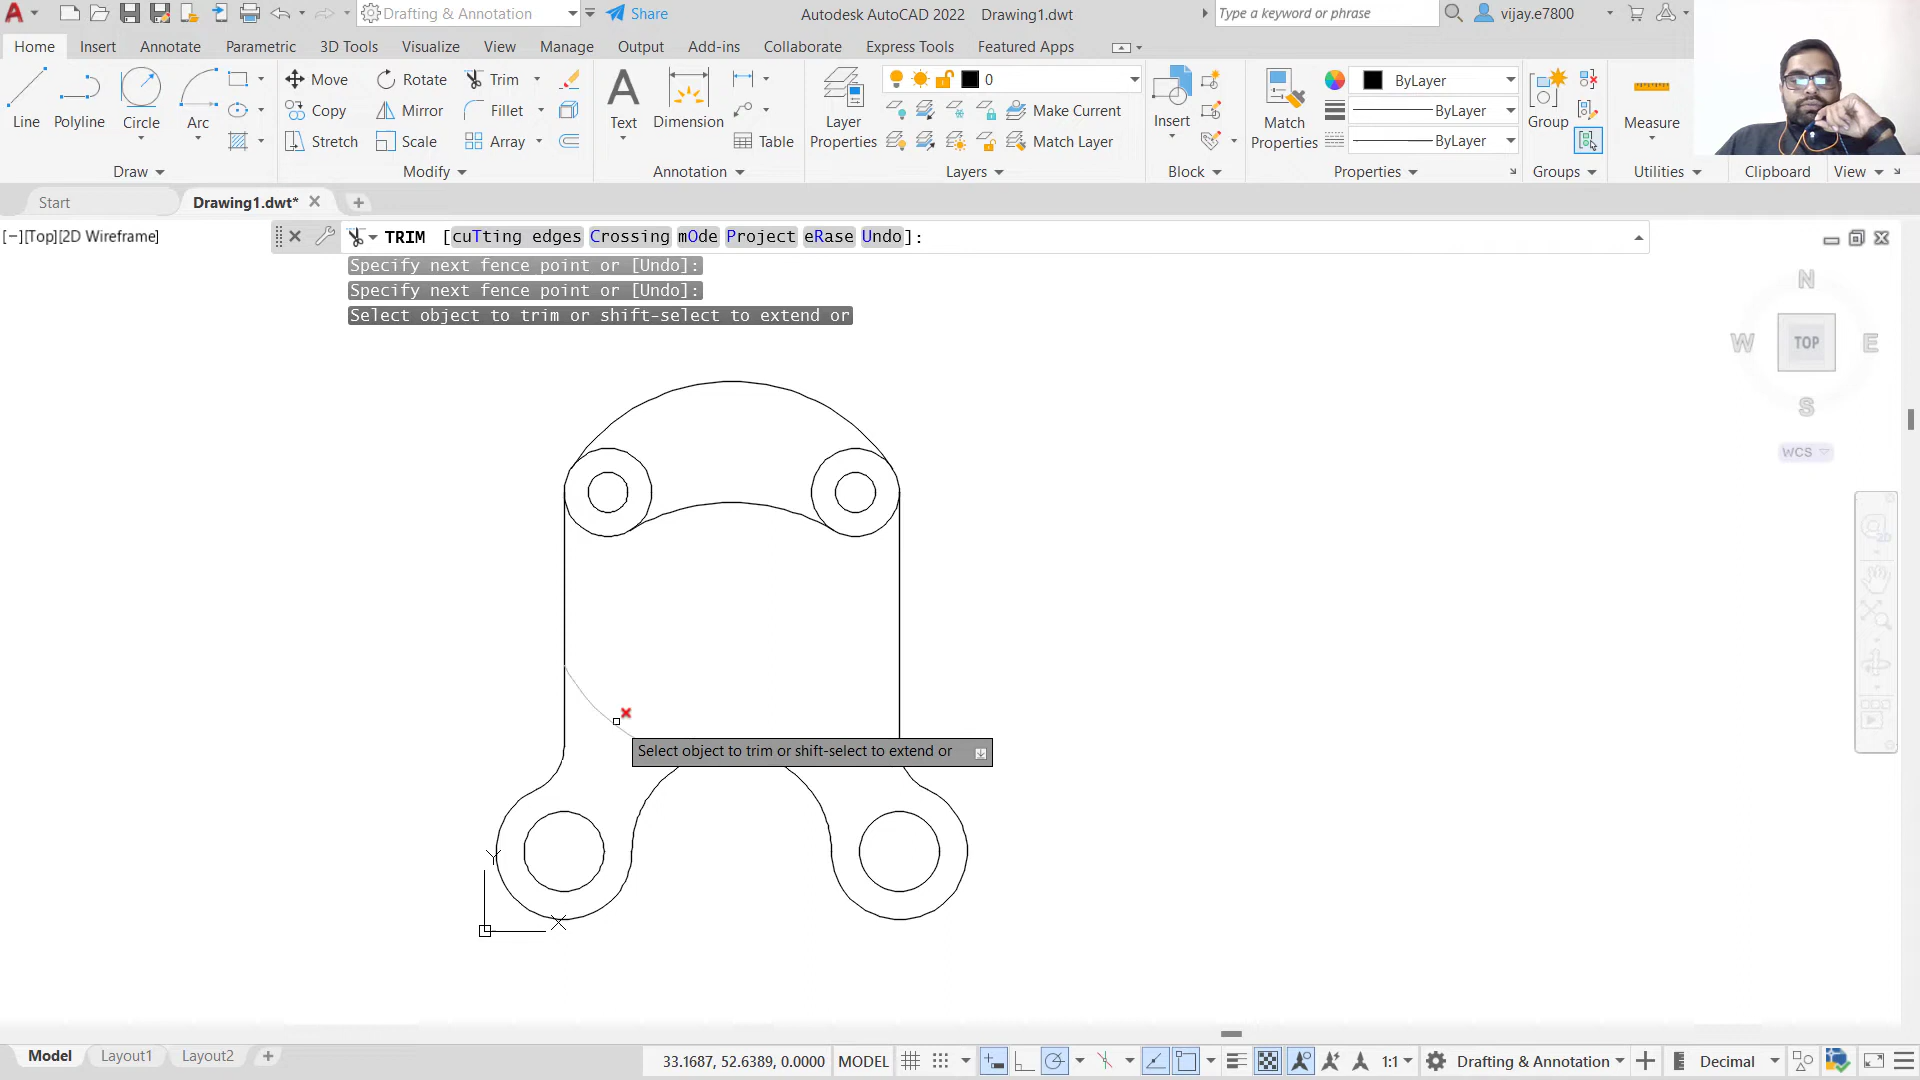 Drafting & Annotation
Share
Autodesk AutoCAD 2022 Drawing1.dwt
Type a keyword or phrase
vijay.e7800
Home Insert Annotate Parametric 3D Tools Visualize View Manage Output Add-ins Collaborate Express Tools Featured Apps
Line Polyline Circle Arc
Move Rotate Trim
Copy Mirror Fillet
Stretch Scale Array
Text Dimension Table
Layer Properties
0
Make Current
Match Layer
Insert
Match Properties
ByLayer
ByLayer
ByLayer
Group
Measure
Draw Modify Annotation Layers Block Properties Groups Utilities Clipboard View
Start Drawing1.dwt*
[−][Top][2D Wireframe]
TRIM [cuTting edges Crossing mOde Project eRase Undo]:
Specify next fence point or [Undo]:
Specify next fence point or [Undo]:
Select object to trim or shift-select to extend or
N
W TOP E
S
WCS
Select object to trim or shift-select to extend or
Y
X
Model Layout1 Layout2
33.1687, 52.6389, 0.0000 MODEL 1:1 Drafting & Annotation Decimal